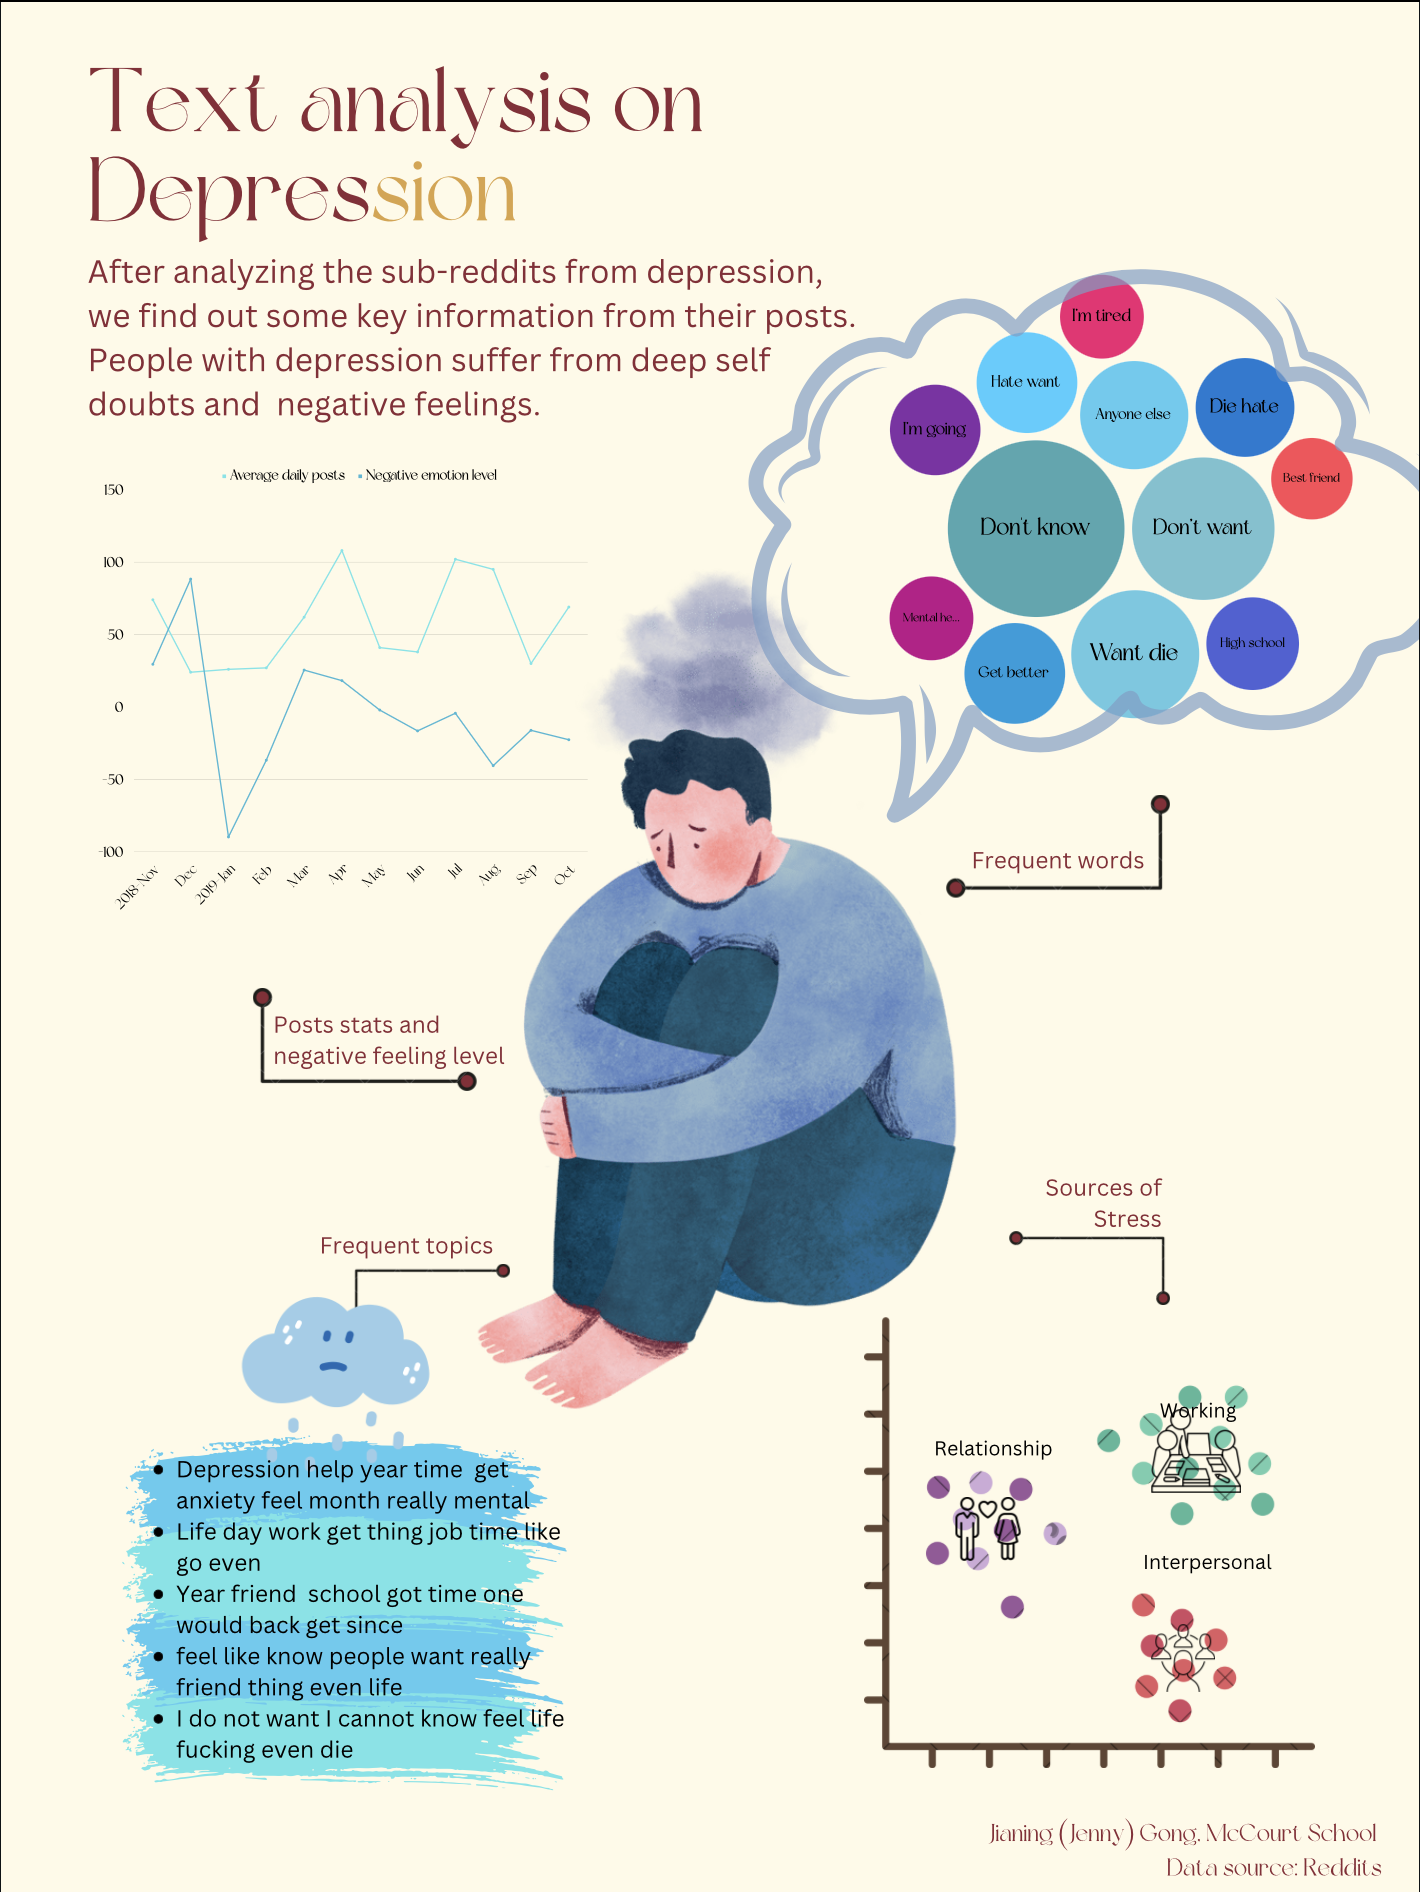 Text analysis on
Depression
After analyzing the sub-reddits from depression,
we find out some key information from their posts.
People with depression suffer from deep self
doubts and negative feelings.
Average daily posts Negative emotion level
150
100
50
0
-50
-100
2018-Nov Dec 2019-Jan Feb Mar Apr May Jun Jul Aug Sep Oct
I'm tired
Hate want
Anyone else
Die hate
I'm going
Best friend
Don't know
Don't want
Mental he...
Get better
Want die
High school
Frequent words
Posts stats and
negative feeling level
Frequent topics
Sources of
Stress
• Depression help year time get
anxiety feel month really mental
• Life day work get thing job time like
go even
• Year friend school got time one
would back get since
• feel like know people want really
friend thing even life
• I do not want I cannot know feel life
fucking even die
Working
Relationship
Interpersonal
Jianing (Jenny) Gong, McCourt School
Data source: Reddits